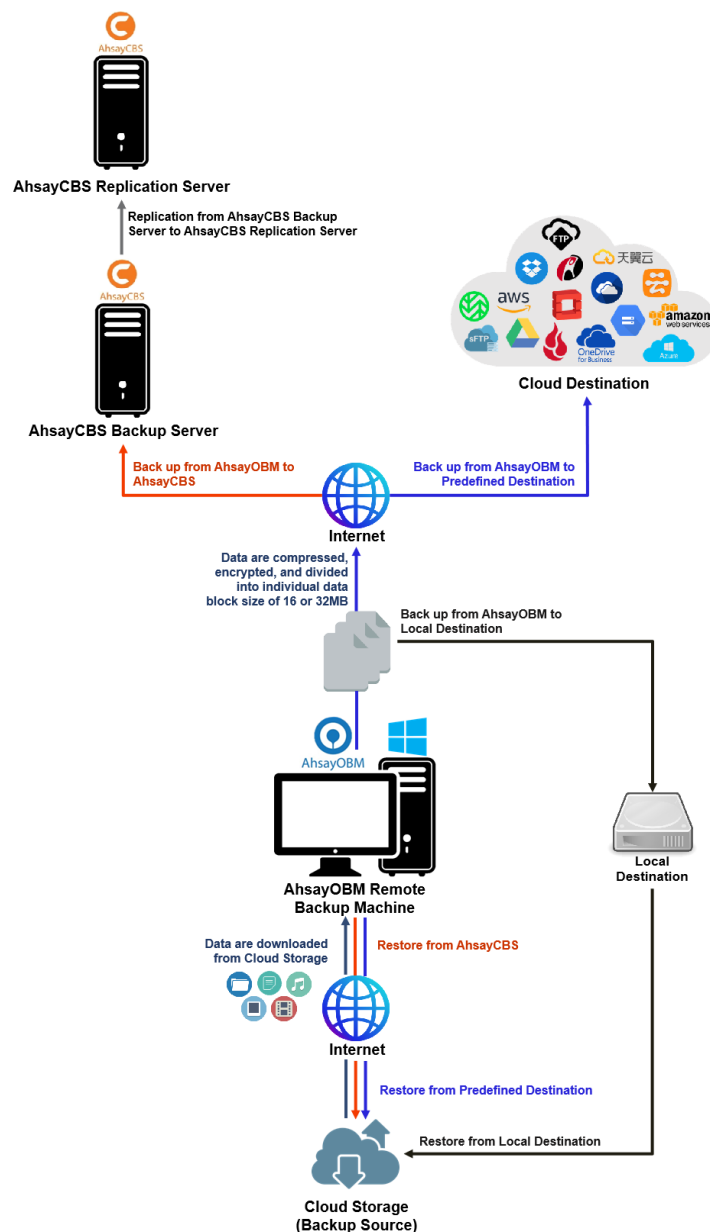 AhsayCBS
AhsayCBS Replication Server
Replication from AhsayCBS Backup
Server to AhsayCBS Replication Server
AhsayCBS
AhsayCBS Backup Server
FTP
天翼云
aws
amazon
web services
sFTP
OneDrive
for Business
Azure
Cloud Destination
Back up from AhsayOBM to
AhsayCBS
Back up from AhsayOBM to
Predefined Destination
Internet
Data are compressed,
encrypted, and divided
into individual data
block size of 16 or 32MB
Back up from AhsayOBM to
Local Destination
AhsayOBM
Local
Destination
AhsayOBM Remote
Backup Machine
Data are downloaded
from Cloud Storage
Restore from AhsayCBS
Internet
Restore from Predefined Destination
Restore from Local Destination
Cloud Storage
(Backup Source)